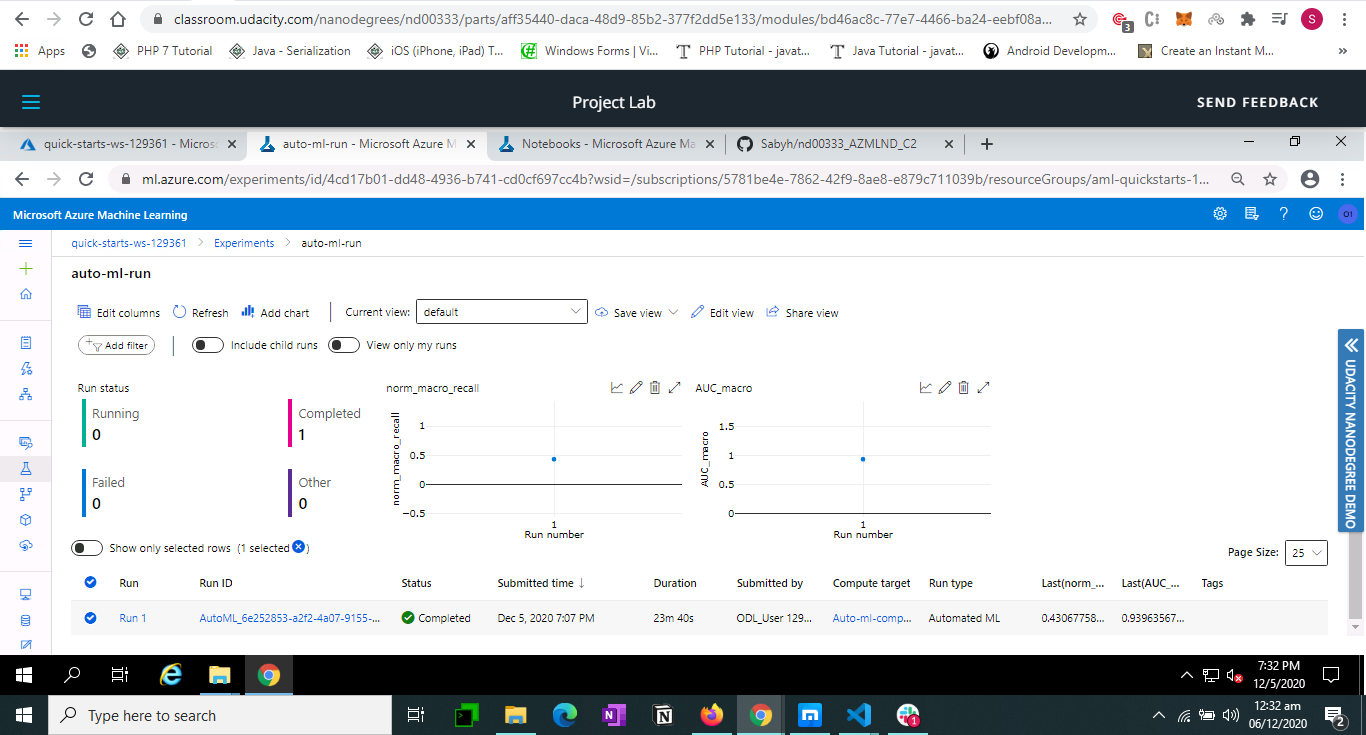 classroom.udacity.com/nanodegrees/nd00333/parts/aff35440-daca-48d9-85b2-377f2dd5e133/modules/bd46ac8c-77e7-4466-ba24-eebf08a...
3
S
Apps PHP 7 Tutorial Java - Serialization iOS (iPhone, iPad) T... Windows Forms | Vi... PHP Tutorial - javat... Java Tutorial - javat... Android Developm... Create an Instant M... »
Project Lab SEND FEEDBACK
quick-starts-ws-129361 - Micros auto-ml-run - Microsoft Azure M Notebooks - Microsoft Azure Ma Sabyh/nd00333_AZMLND_C2
ml.azure.com/experiments/id/4cd17b01-dd48-4936-b741-cd0cf697cc4b?wsid=/subscriptions/5781be4e-7862-42f9-8ae8-e879c711039b/resourceGroups/aml-quickstarts-1...
Microsoft Azure Machine Learning ? O1
quick-starts-ws-129361 > Experiments > auto-ml-run
auto-ml-run
Edit columns Refresh Add chart Current view: default Save view Edit view Share view
Add filter Include child runs View only my runs
Run status
Running
0
Completed
1
Failed
0
Other
0
norm_macro_recall
norm_macro_recall
1
0.5
0
−0.5
1
Run number
AUC_macro
AUC_macro
1.5
1
0.5
0
1
Run number
UDACITY NANODEGREE DEMO
Show only selected rows (1 selected )
Page Size: 25
Run Run ID Status Submitted time ↓ Duration Submitted by Compute target Run type Last(norm_... Last(AUC_... Tags
Run 1 AutoML_6e252853-a2f2-4a07-9155-... Completed Dec 5, 2020 7:07 PM 23m 40s ODL_User 129... Auto-ml-comp... Automated ML 0.43067758... 0.93963567...
7:32 PM
12/5/2020
Type here to search
N
1
12:32 am
06/12/2020
2